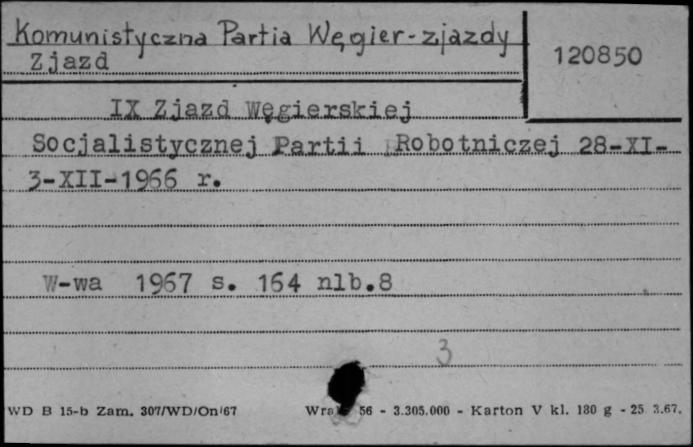 Komunistyczna Partia Węgier - zjazdy
Zjazd
120850
IX Zjazd Węgierskiej
Socjalistycznej Partii Robotniczej 28-XI-
3-XII-1966 r.
W-wa 1967 s. 164 nlb.8
3
WD B 15-b Zam. 307/WD/On/67 56 - 3.305.000 - Karton V kl. 180 g - 25.3.67.